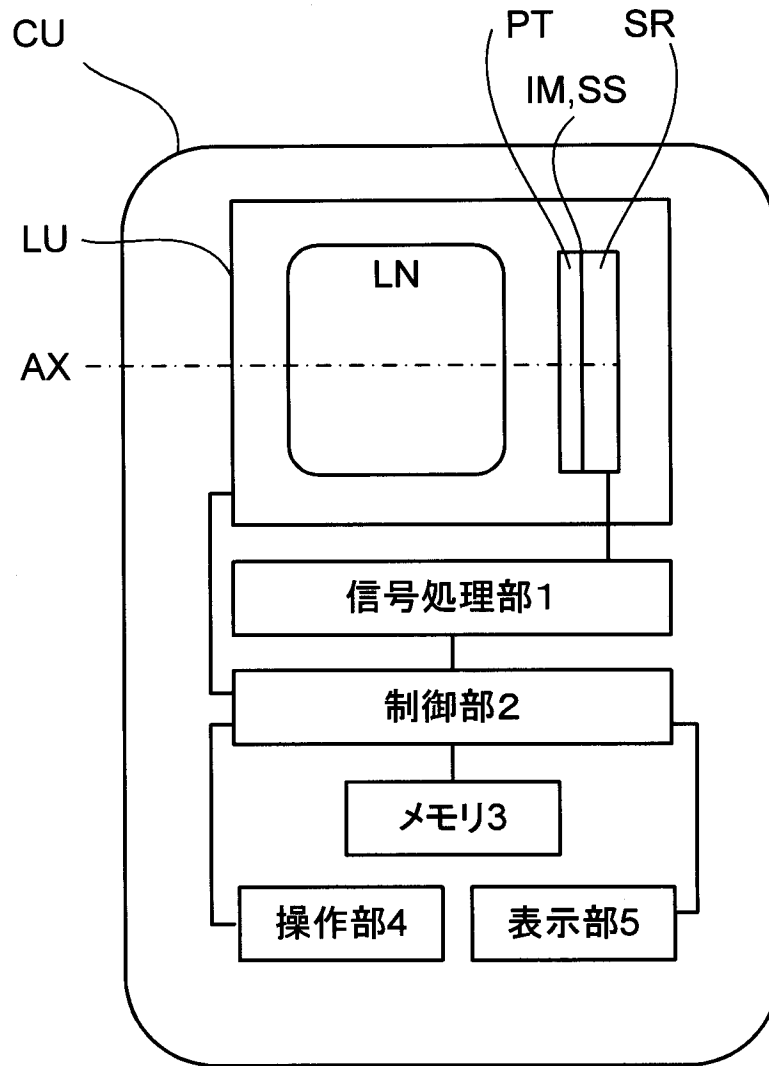 PT SR
CU
IM,SS
LU
LN
AX
信号処理部1
制御部2
メモリ3
操作部4 表示部5